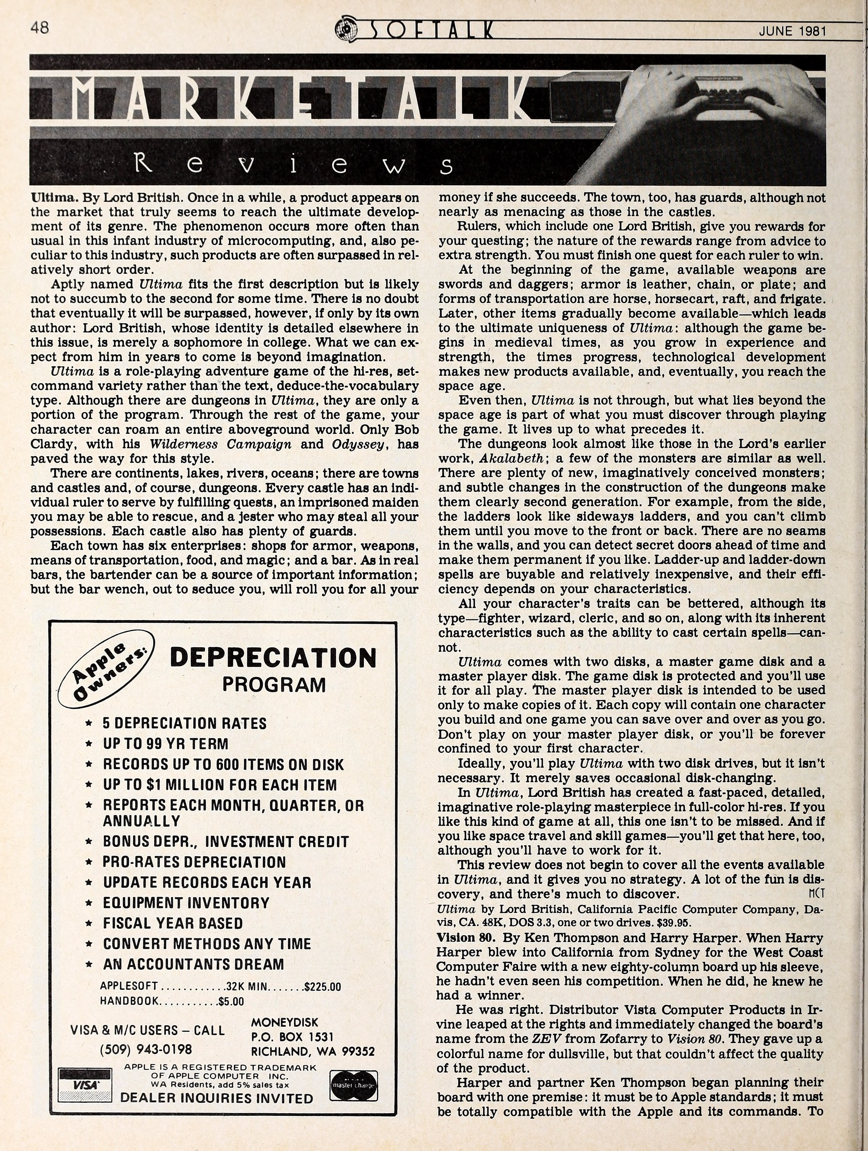 48
SOFTALK
JUNE 1981
MARKETALK
Reviews
Ultima. By Lord British. Once in a while, a product appears on
the market that truly seems to reach the ultimate develop-
ment of its genre. The phenomenon occurs more often than
usual in this infant industry of microcomputing, and, also pe-
culiar to this industry, such products are often surpassed in rel-
atively short order.
Aptly named Ultima fits the first description but is likely
not to succumb to the second for some time. There is no doubt
that eventually it will be surpassed, however, if only by its own
author: Lord British, whose identity is detailed elsewhere in
this issue, is merely a sophomore in college. What we can ex-
pect from him in years to come is beyond imagination.
Ultima is a role-playing adventure game of the hi-res, set-
command variety rather than the text, deduce-the-vocabulary
type. Although there are dungeons in Ultima, they are only a
portion of the program. Through the rest of the game, your
character can roam an entire aboveground world. Only Bob
Clardy, with his Wilderness Campaign and Odyssey, has
paved the way for this style.
There are continents, lakes, rivers, oceans; there are towns
and castles and, of course, dungeons. Every castle has an indi-
vidual ruler to serve by fulfilling quests, an imprisoned maiden
you may be able to rescue, and a jester who may steal all your
possessions. Each castle also has plenty of guards.
Each town has six enterprises: shops for armor, weapons,
means of transportation, food, and magic; and a bar. As in real
bars, the bartender can be a source of important information;
but the bar wench, out to seduce you, will roll you for all your
money if she succeeds. The town, too, has guards, although not
nearly as menacing as those in the castles.
Rulers, which include one Lord British, give you rewards for
your questing; the nature of the rewards range from advice to
extra strength. You must finish one quest for each ruler to win.
At the beginning of the game, available weapons are
swords and daggers; armor is leather, chain, or plate; and
forms of transportation are horse, horsecart, raft, and frigate.
Later, other items gradually become available—which leads
to the ultimate uniqueness of Ultima: although the game be-
gins in medieval times, as you grow in experience and
strength, the times progress, technological development
makes new products available, and, eventually, you reach the
space age.
Even then, Ultima is not through, but what lies beyond the
space age is part of what you must discover through playing
the game. It lives up to what precedes it.
The dungeons look almost like those in the Lord's earlier
work, Akalabeth; a few of the monsters are similar as well.
There are plenty of new, imaginatively conceived monsters;
and subtle changes in the construction of the dungeons make
them clearly second generation. For example, from the side,
the ladders look like sideways ladders, and you can't climb
them until you move to the front or back. There are no seams
in the walls, and you can detect secret doors ahead of time and
make them permanent if you like. Ladder-up and ladder-down
spells are buyable and relatively inexpensive, and their effi-
ciency depends on your characteristics.
All your character's traits can be bettered, although its
type—fighter, wizard, cleric, and so on, along with its inherent
characteristics such as the ability to cast certain spells—can-
not.
Ultima comes with two disks, a master game disk and a
master player disk. The game disk is protected and you'll use
it for all play. The master player disk is intended to be used
only to make copies of it. Each copy will contain one character
you build and one game you can save over and over as you go.
Don't play on your master player disk, or you'll be forever
confined to your first character.
Ideally, you'll play Ultima with two disk drives, but it isn't
necessary. It merely saves occasional disk-changing.
In Ultima, Lord British has created a fast-paced, detailed,
imaginative role-playing masterpiece in full-color hi-res. If you
like this kind of game at all, this one isn't to be missed. And if
you like space travel and skill games—you'll get that here, too,
although you'll have to work for it.
This review does not begin to cover all the events available
in Ultima, and it gives you no strategy. A lot of the fun is dis-
covery, and there's much to discover. MCT
Ultima by Lord British, California Pacific Computer Company, Da-
vis, CA. 48K, DOS 3.3, one or two drives. $39.95.
Vision 80. By Ken Thompson and Harry Harper. When Harry
Harper blew into California from Sydney for the West Coast
Computer Faire with a new eighty-column board up his sleeve,
he hadn't even seen his competition. When he did, he knew he
had a winner.
He was right. Distributor Vista Computer Products in Ir-
vine leaped at the rights and immediately changed the board's
name from the ZEV from Zofarry to Vision 80. They gave up a
colorful name for dullsville, but that couldn't affect the quality
of the product.
Harper and partner Ken Thompson began planning their
board with one premise: it must be to Apple standards; it must
be totally compatible with the Apple and its commands. To
Apple
Owners:
DEPRECIATION
PROGRAM
★ 5 DEPRECIATION RATES
★ UP TO 99 YR TERM
★ RECORDS UP TO 600 ITEMS ON DISK
★ UP TO $1 MILLION FOR EACH ITEM
★ REPORTS EACH MONTH, QUARTER, OR
ANNUALLY
★ BONUS DEPR., INVESTMENT CREDIT
★ PRO-RATES DEPRECIATION
★ UPDATE RECORDS EACH YEAR
★ EQUIPMENT INVENTORY
★ FISCAL YEAR BASED
★ CONVERT METHODS ANY TIME
★ AN ACCOUNTANTS DREAM
APPLESOFT............32K MIN.......$225.00
HANDBOOK...........$5.00
VISA & M/C USERS – CALL
(509) 943-0198
MONEYDISK
P.O. BOX 1531
RICHLAND, WA 99352
APPLE IS A REGISTERED TRADEMARK
OF APPLE COMPUTER INC.
WA Residents, add 5% sales tax
DEALER INQUIRIES INVITED
VISA
master charge